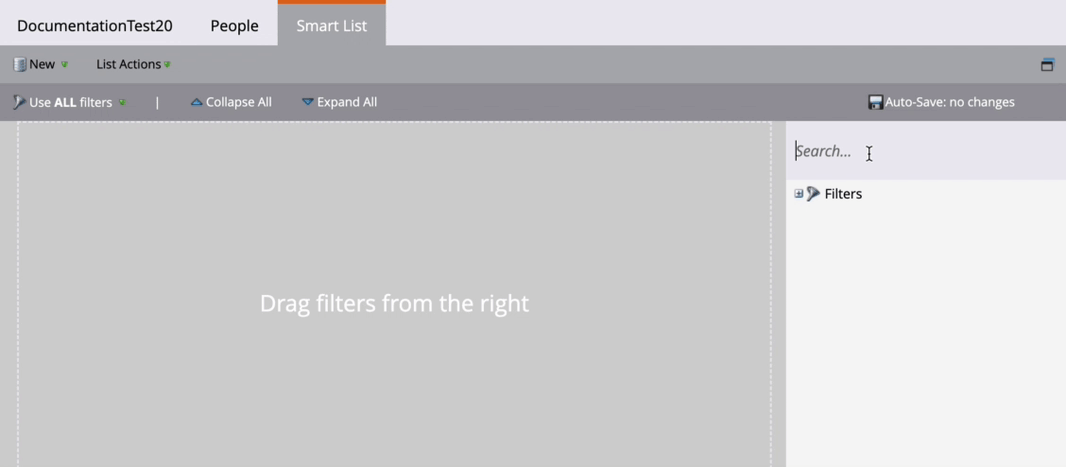 DocumentationTest20 People Smart List
New List Actions
Use ALL filters | Collapse All Expand All Auto-Save: no changes
Search...
Filters
Drag filters from the right